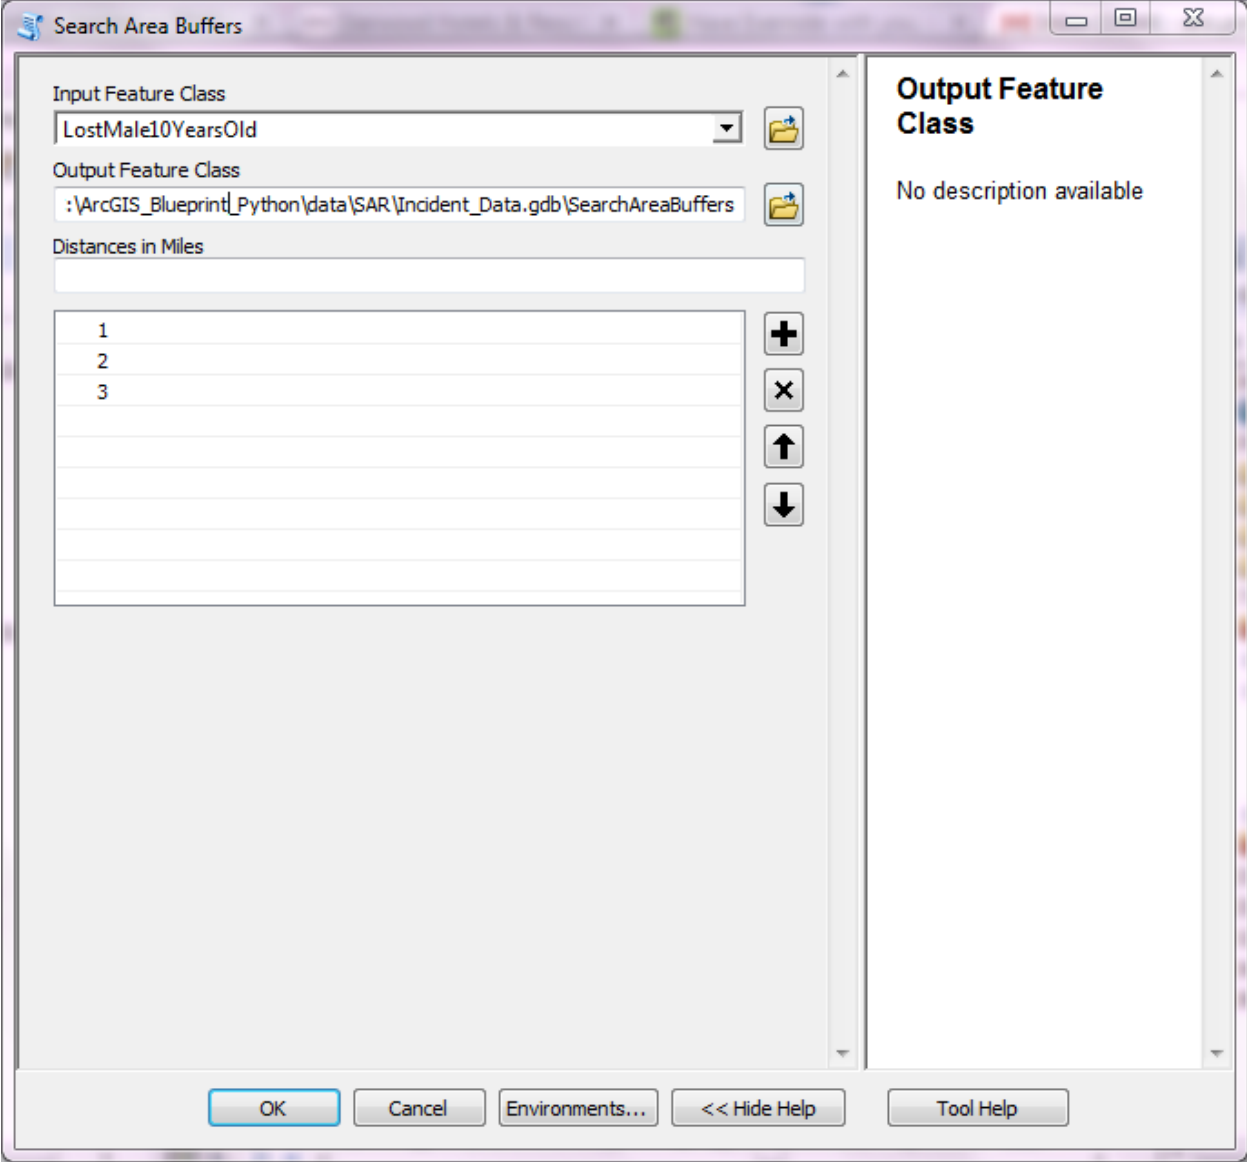 Search Area Buffers
Input Feature Class
LostMale10YearsOld
Output Feature Class
:\ArcGIS_Blueprint_Python\data\SAR\Incident_Data.gdb\SearchAreaBuffers
Distances in Miles
1
2
3
Output Feature
Class
No description available
OK
Cancel
Environments...
<< Hide Help
Tool Help